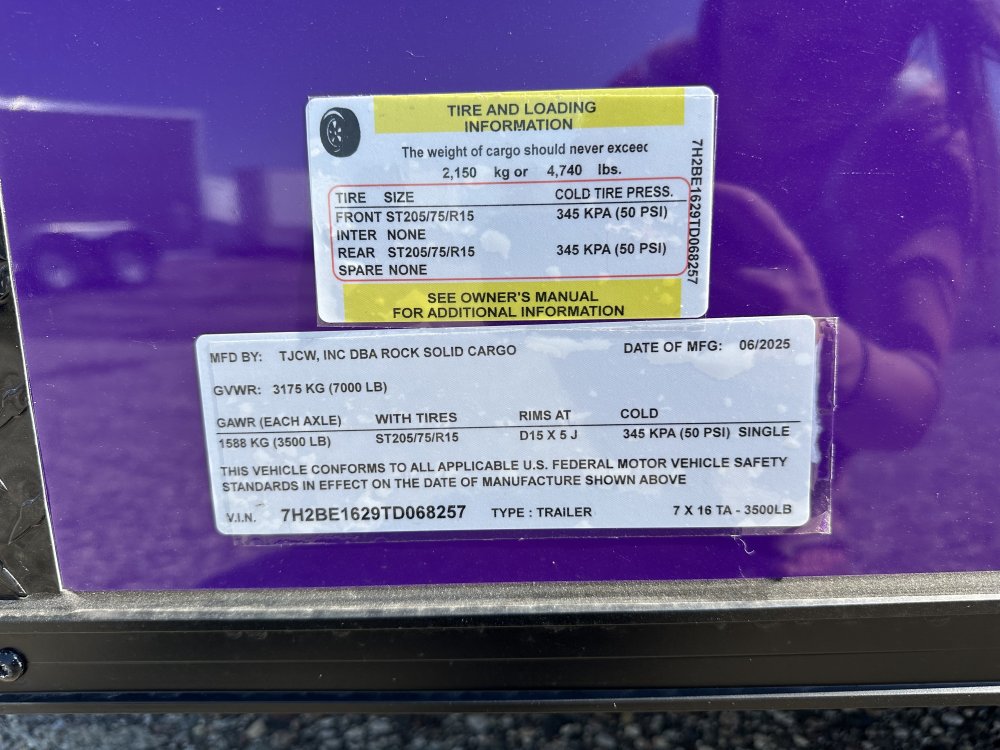 TIRE AND LOADING
INFORMATION
The weight of cargo should never exceed
2,150 kg or 4,740 lbs.
TIRE SIZE COLD TIRE PRESS.
FRONT ST205/75/R15 345 KPA (50 PSI)
INTER NONE
REAR ST205/75/R15 345 KPA (50 PSI)
SPARE NONE
SEE OWNER'S MANUAL
FOR ADDITIONAL INFORMATION
7H2BE1629TD068257
MFD BY: TJCW, INC DBA ROCK SOLID CARGO DATE OF MFG: 06/2025
GVWR: 3175 KG (7000 LB)
GAWR (EACH AXLE) WITH TIRES RIMS AT COLD
1588 KG (3500 LB) ST205/75/R15 D15 X 5 J 345 KPA (50 PSI) SINGLE
THIS VEHICLE CONFORMS TO ALL APPLICABLE U.S. FEDERAL MOTOR VEHICLE SAFETY
STANDARDS IN EFFECT ON THE DATE OF MANUFACTURE SHOWN ABOVE
V.I.N. 7H2BE1629TD068257 TYPE : TRAILER 7 X 16 TA - 3500LB